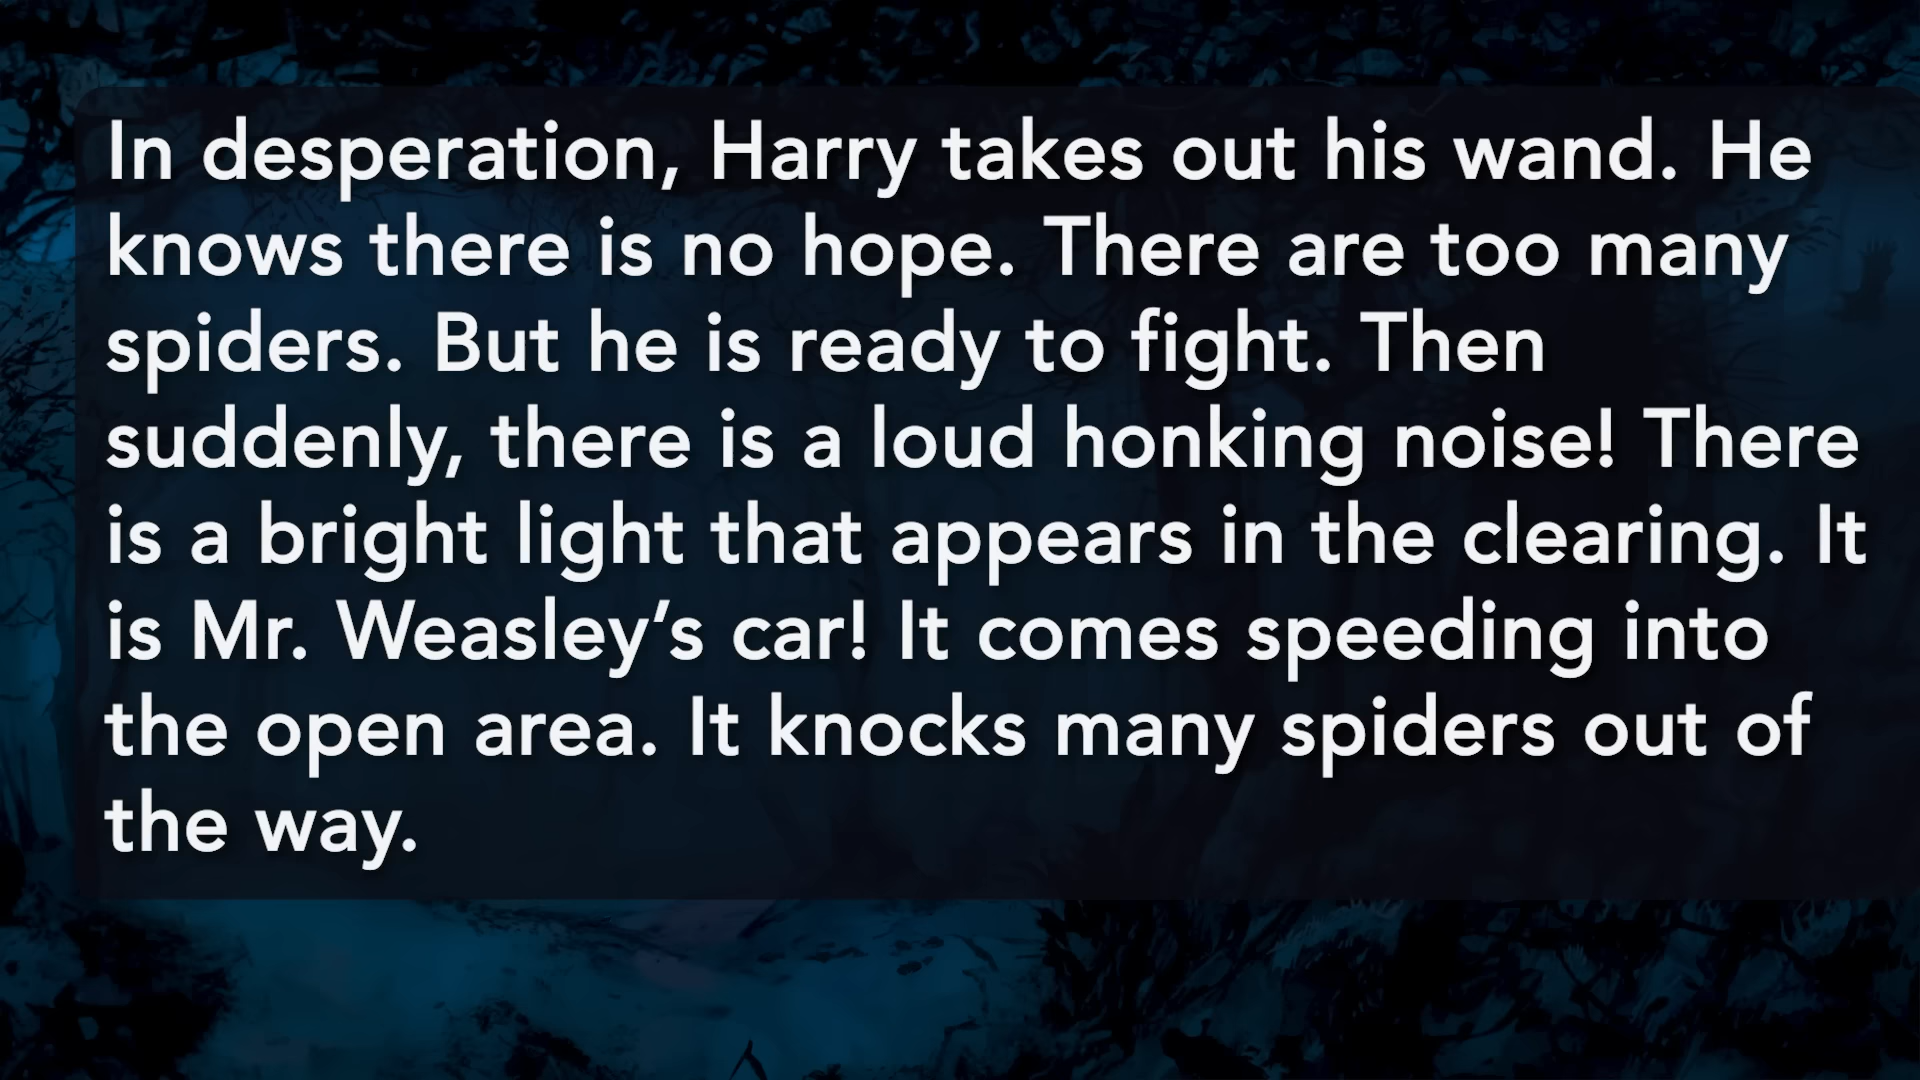 In desperation, Harry takes out his wand. He
knows there is no hope. There are too many
spiders. But he is ready to fight. Then
suddenly, there is a loud honking noise! There
is a bright light that appears in the clearing. It
is Mr. Weasley’s car! It comes speeding into
the open area. It knocks many spiders out of
the way.